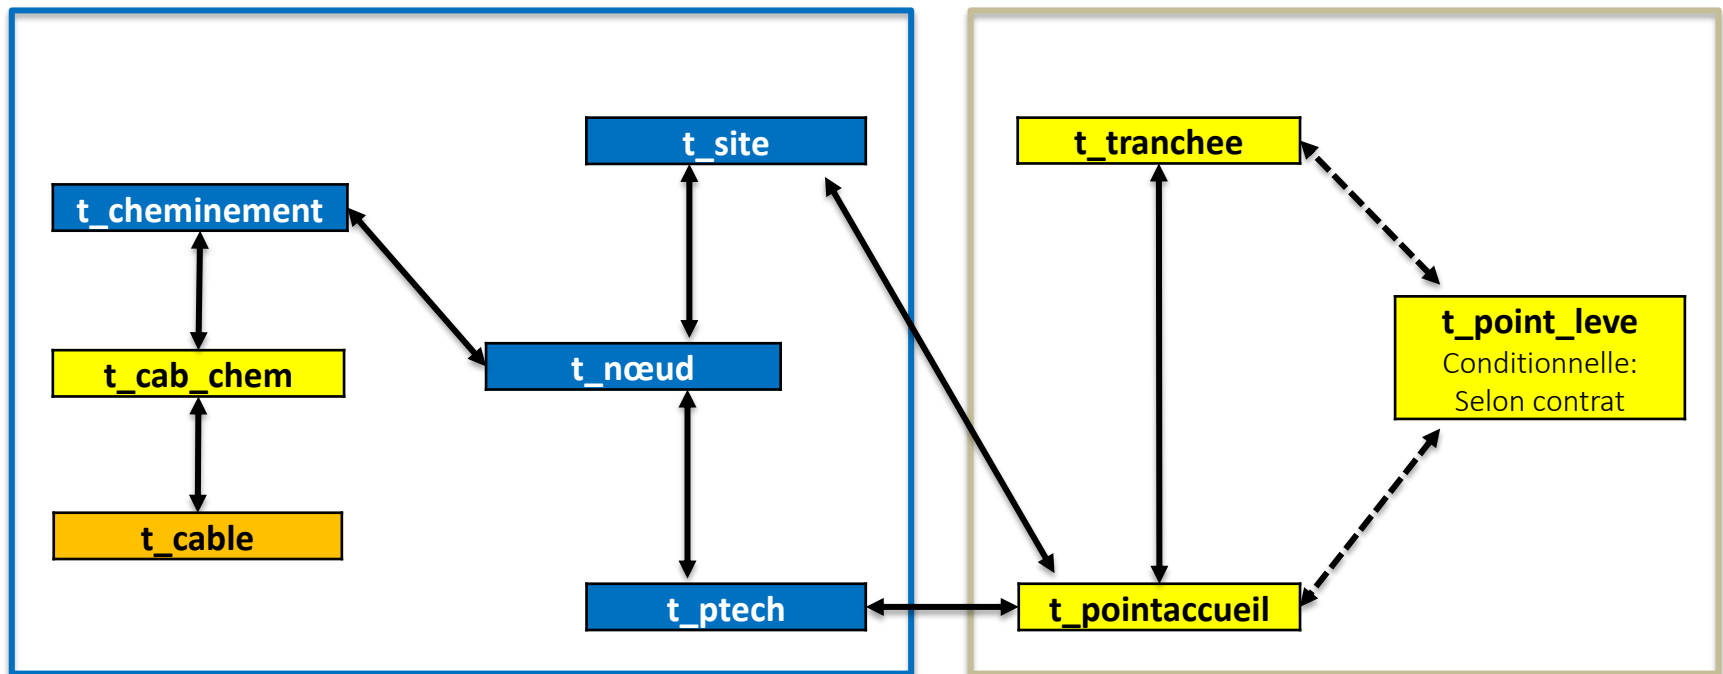 t_site
t_tranchee
t_cheminement
t_point_leve
Conditionnelle:
Selon contrat
t_nœud
t_cab_chem
t_cable
t_ptech
t_pointaccueil